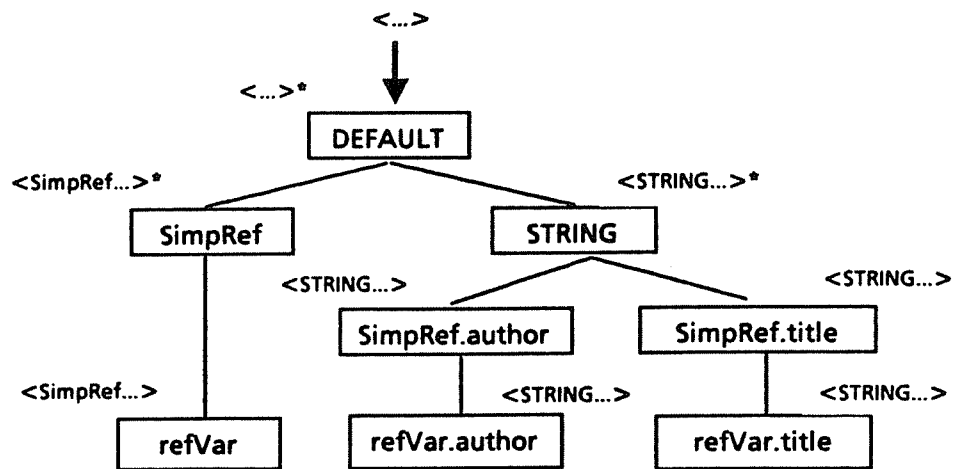 <...>
<...>*
DEFAULT
<SimpRef...>*
<STRING...>*
SimpRef
STRING
<STRING...>
<STRING...>
SimpRef.author
SimpRef.title
<SimpRef...>
<STRING...>
<STRING...>
refVar
refVar.author
refVar.title